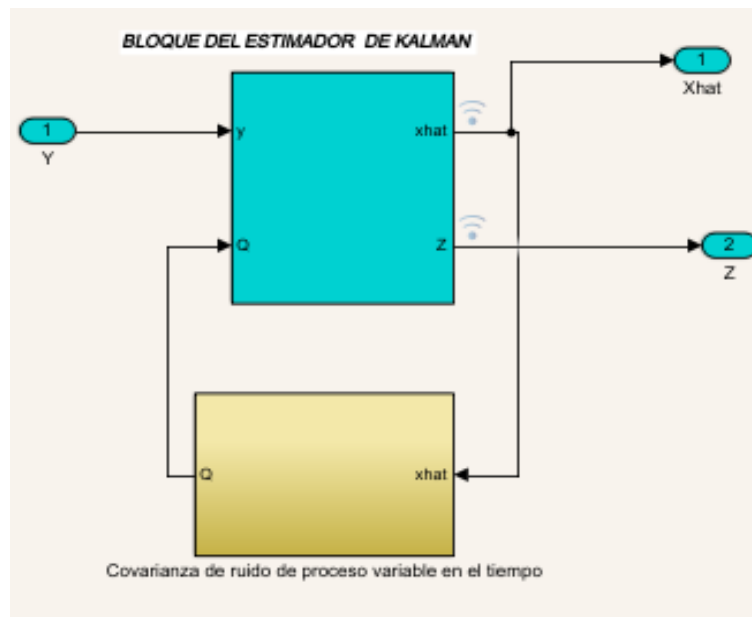 BLOQUE DEL ESTIMADOR DE KALMAN
1
Xhat
1
Y
y
xhat
Q
Z
2
Z
Q
xhat
Covarianza de ruido de proceso variable en el tiempo